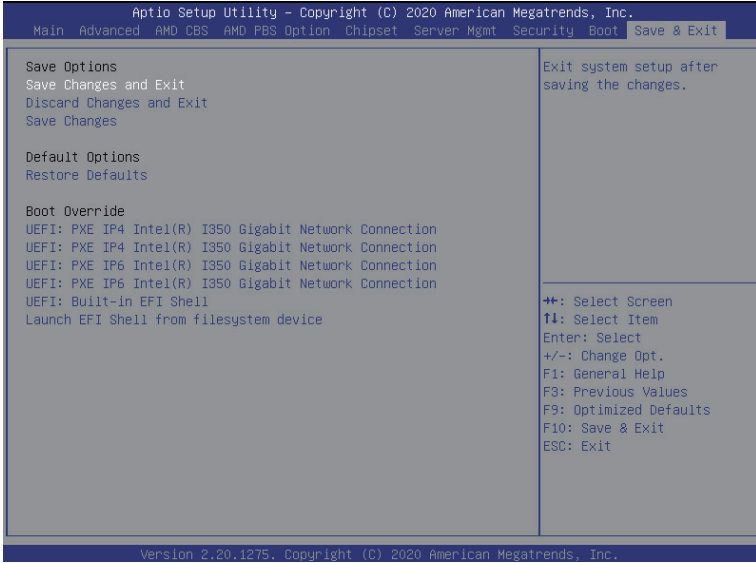 Aptio Setup Utility – Copyright (C) 2020 American Megatrends, Inc.
Main Advanced AMD CBS AMD PBS Option Chipset Server Mgmt Security Boot Save & Exit
Save Options
Save Changes and Exit
Discard Changes and Exit
Save Changes
Default Options
Restore Defaults
Boot Override
UEFI: PXE IP4 Intel(R) I350 Gigabit Network Connection
UEFI: PXE IP4 Intel(R) I350 Gigabit Network Connection
UEFI: PXE IP6 Intel(R) I350 Gigabit Network Connection
UEFI: PXE IP6 Intel(R) I350 Gigabit Network Connection
UEFI: Built-in EFI Shell
Launch EFI Shell from filesystem device
Exit system setup after
saving the changes.
→←: Select Screen
↑↓: Select Item
Enter: Select
+/-: Change Opt.
F1: General Help
F3: Previous Values
F9: Optimized Defaults
F10: Save & Exit
ESC: Exit
Version 2.20.1275. Copyright (C) 2020 American Megatrends, Inc.